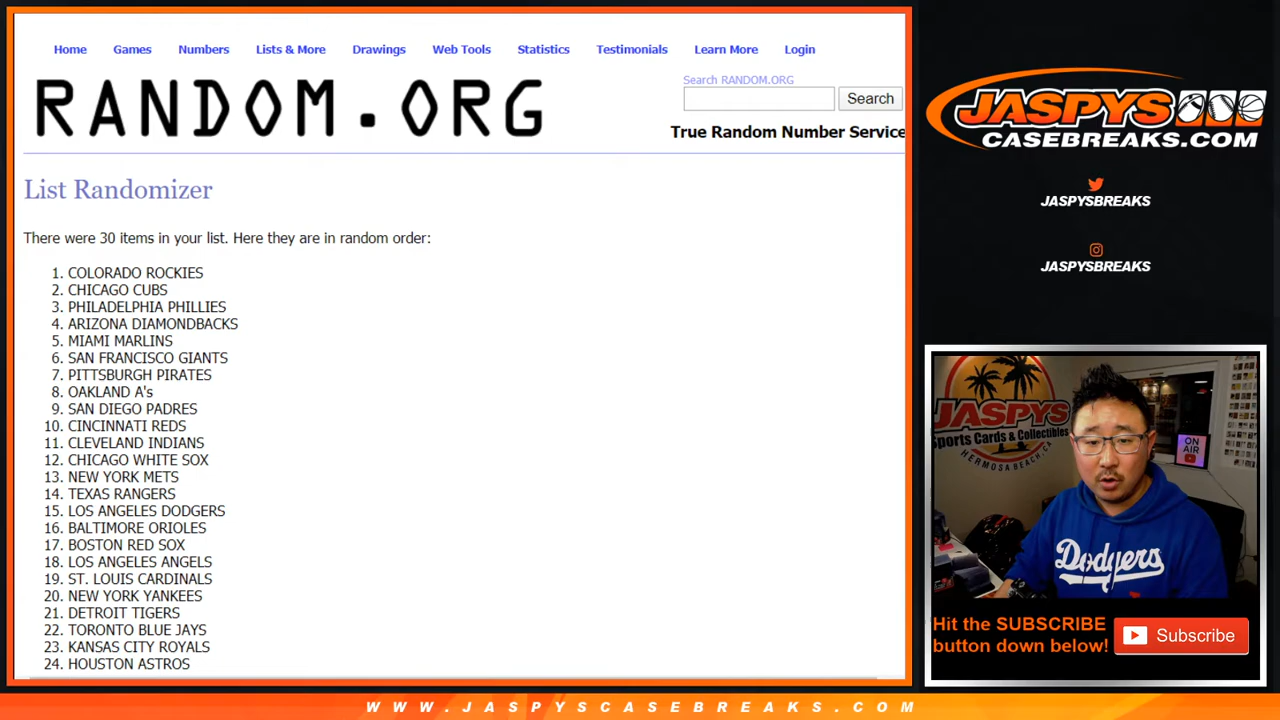 Home Games Numbers Lists & More Drawings Web Tools Statistics Testimonials Learn More Login
RANDOM.ORG
Search RANDOM.ORG
Search
True Random Number Service
List Randomizer
There were 30 items in your list. Here they are in random order:
1. COLORADO ROCKIES
2. CHICAGO CUBS
3. PHILADELPHIA PHILLIES
4. ARIZONA DIAMONDBACKS
5. MIAMI MARLINS
6. SAN FRANCISCO GIANTS
7. PITTSBURGH PIRATES
8. OAKLAND A's
9. SAN DIEGO PADRES
10. CINCINNATI REDS
11. CLEVELAND INDIANS
12. CHICAGO WHITE SOX
13. NEW YORK METS
14. TEXAS RANGERS
15. LOS ANGELES DODGERS
16. BALTIMORE ORIOLES
17. BOSTON RED SOX
18. LOS ANGELES ANGELS
19. ST. LOUIS CARDINALS
20. NEW YORK YANKEES
21. DETROIT TIGERS
22. TORONTO BLUE JAYS
23. KANSAS CITY ROYALS
24. HOUSTON ASTROS
JASPYS
CASEBREAKS.COM
JASPYSBREAKS
JASPYSBREAKS
JASPYS
Sports Cards & Collectibles
HERMOSA BEACH, CA
ON
AIR
Dodgers
Hit the SUBSCRIBE
button down below!
Subscribe
WWW.JASPYSCASEBREAKS.COM